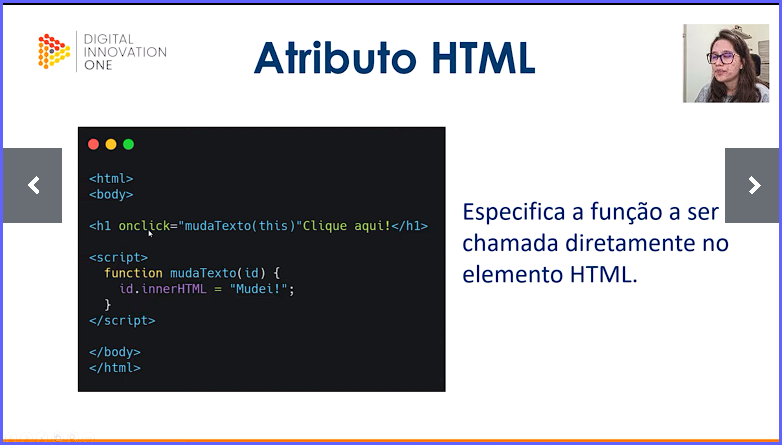 DIGITAL
INNOVATION
ONE
Atributo HTML
<html>
<body>
<h1 onclick="mudaTexto(this)"Clique aqui!</h1>
<script>
function mudaTexto(id) {
id.innerHTML = "Mudei!";
}
</script>
</body>
</html>
Especifica a função a ser
chamada diretamente no
elemento HTML.